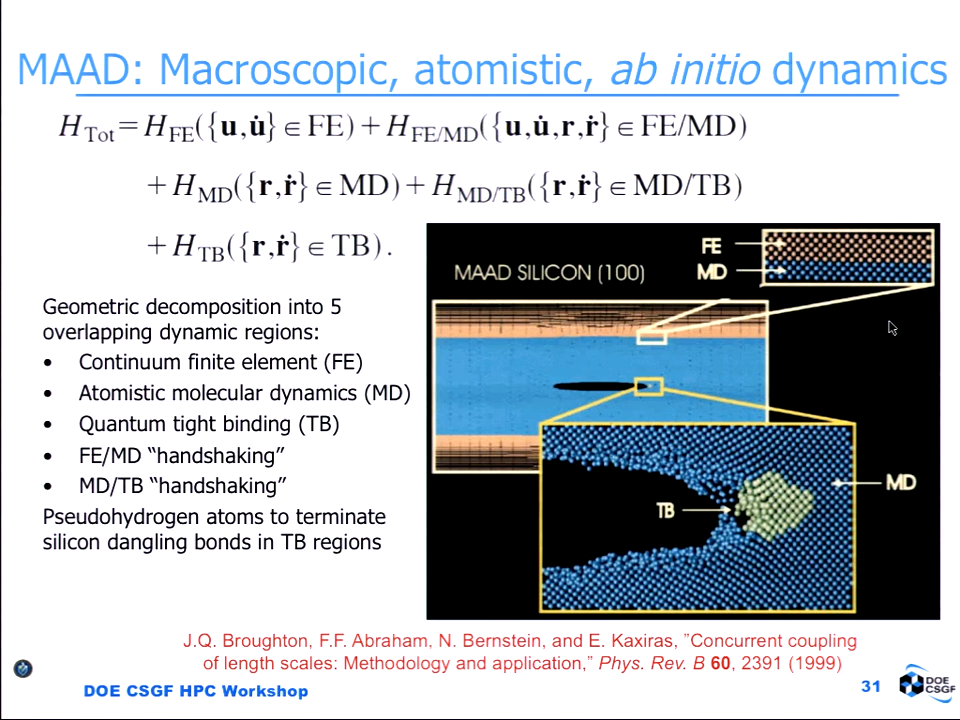 MAAD: Macroscopic, atomistic, ab initio dynamics
H_Tot = H_FE({u,u̇} ∈ FE) + H_FE/MD({u,u̇,r,ṙ} ∈ FE/MD)
+ H_MD({r,ṙ} ∈ MD) + H_MD/TB({r,ṙ} ∈ MD/TB)
+ H_TB({r,ṙ} ∈ TB).
Geometric decomposition into 5
overlapping dynamic regions:
• Continuum finite element (FE)
• Atomistic molecular dynamics (MD)
• Quantum tight binding (TB)
• FE/MD “handshaking”
• MD/TB “handshaking”
Pseudohydrogen atoms to terminate
silicon dangling bonds in TB regions
MAAD SILICON (100)
FE
MD
TB
MD
J.Q. Broughton, F.F. Abraham, N. Bernstein, and E. Kaxiras, ”Concurrent coupling
of length scales: Methodology and application,” Phys. Rev. B 60, 2391 (1999)
DOE CSGF HPC Workshop
31
DOE
CSGF